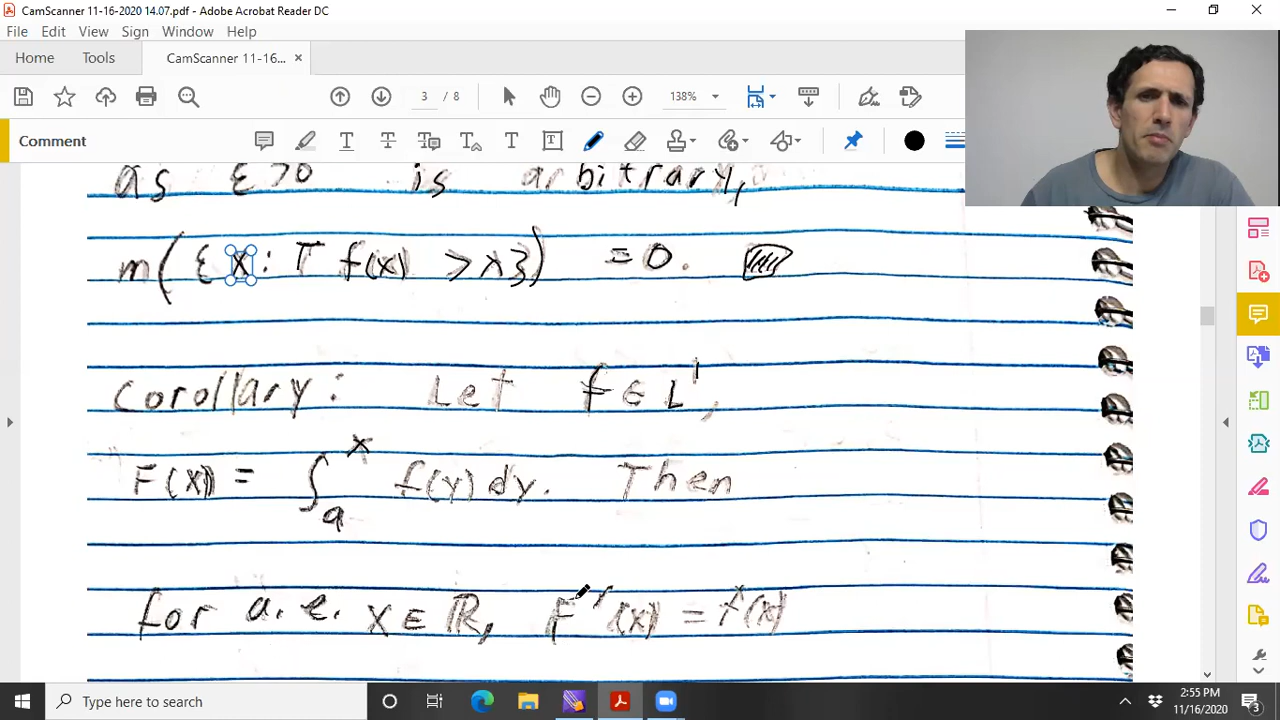 CamScanner 11-16-2020 14.07.pdf - Adobe Acrobat Reader DC
File Edit View Sign Window Help
Home Tools CamScanner 11-16... ×
3 / 8 138%
Comment
as ε>0 is arbitrary,
m({x: T f(x) > λ}) = 0.
Corollary: Let f ∈ L¹,
F(x) = ∫ₐˣ f(y)dy. Then
for a.e. x ∈ ℝ, F'(x) = f(x)
Type here to search
2:55 PM
11/16/2020
3